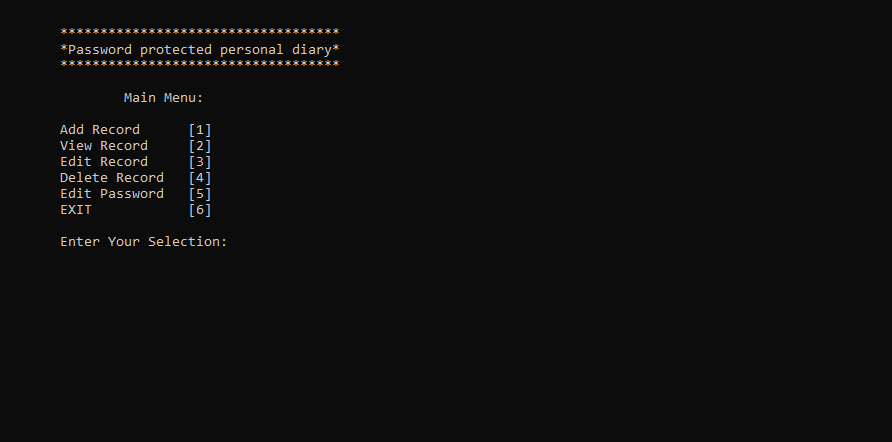 ***********************************
*Password protected personal diary*
***********************************
Main Menu:
Add Record [1]
View Record [2]
Edit Record [3]
Delete Record [4]
Edit Password [5]
EXIT [6]
Enter Your Selection: